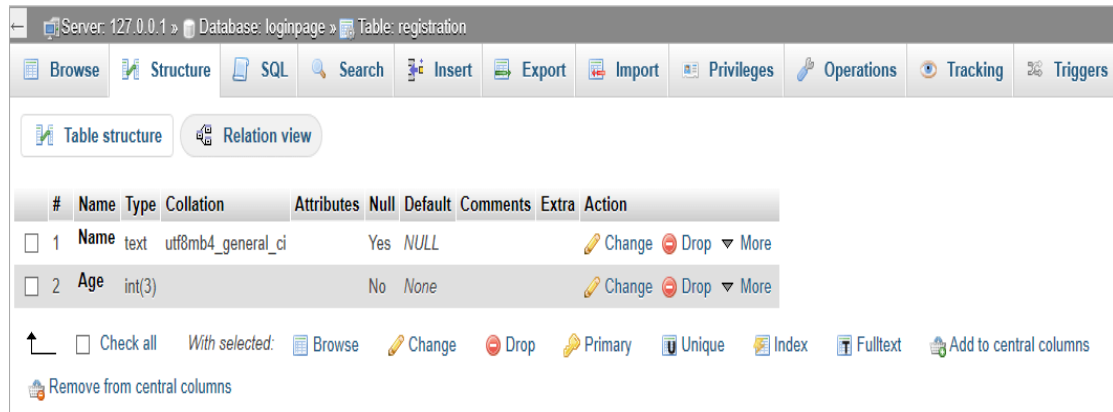 ← Server: 127.0.0.1 » Database: loginpage » Table: registration
Browse Structure SQL Search Insert Export Import Privileges Operations Tracking Triggers
Table structure Relation view
# Name Type Collation Attributes Null Default Comments Extra Action
1 Name text utf8mb4_general_ci Yes NULL Change Drop More
2 Age int(3) No None Change Drop More
Check all With selected: Browse Change Drop Primary Unique Index Fulltext Add to central columns
Remove from central columns